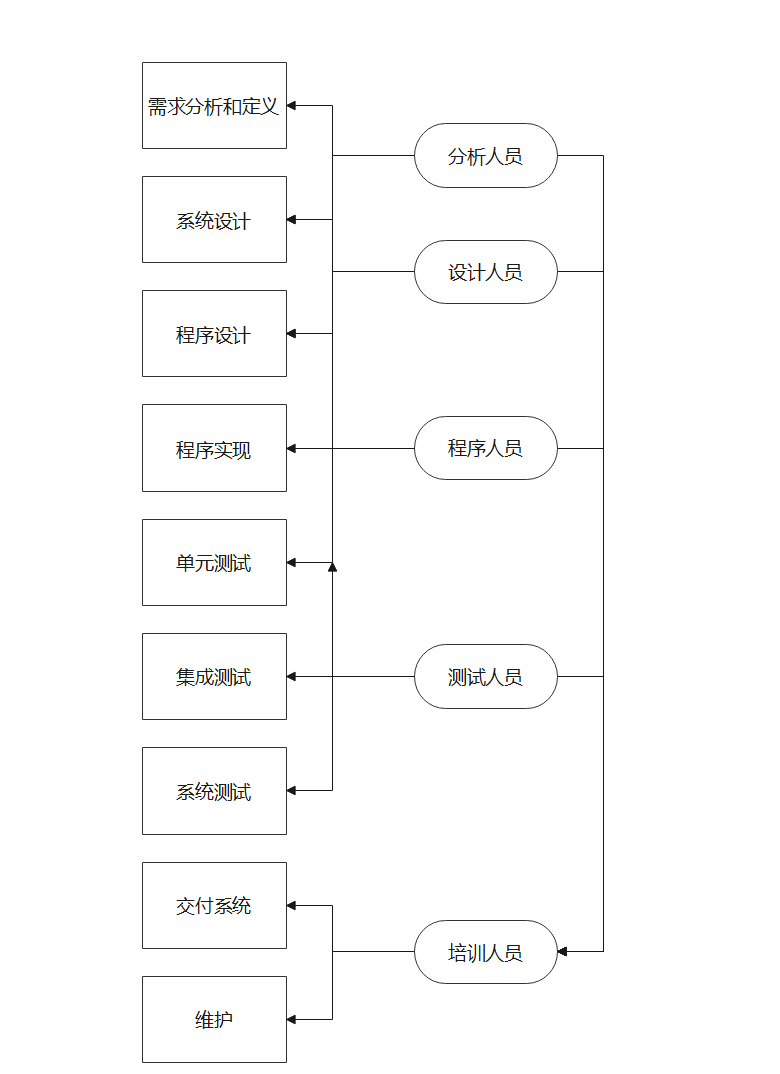 需求分析和定义
分析人员
系统设计
设计人员
程序设计
程序实现
程序人员
单元测试
集成测试
测试人员
系统测试
交付系统
培训人员
维护